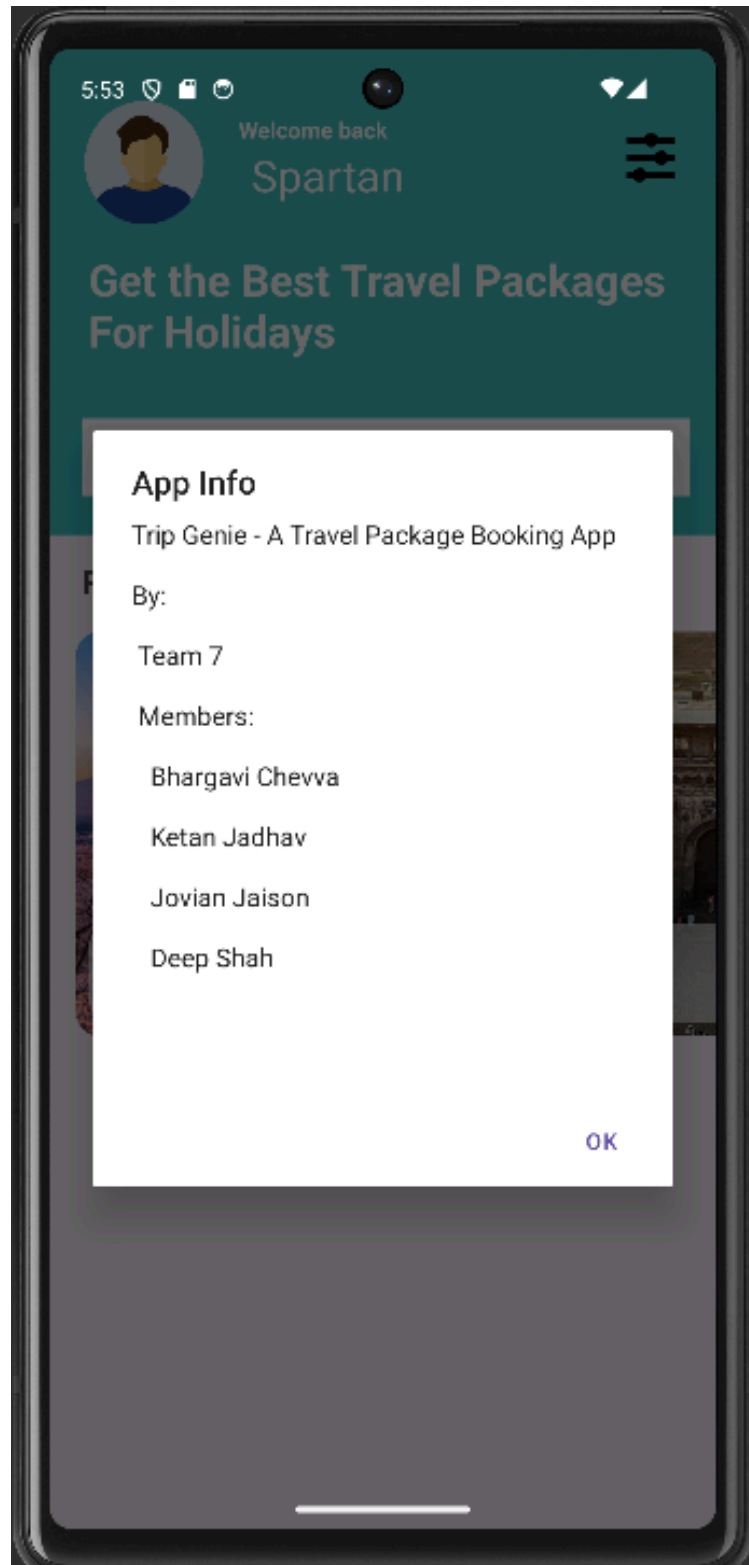 5:53
Welcome back
Spartan
Get the Best Travel Packages
For Holidays
App Info
Trip Genie - A Travel Package Booking App
By:
Team 7
Members:
Bhargavi Chevva
Ketan Jadhav
Jovian Jaison
Deep Shah
OK